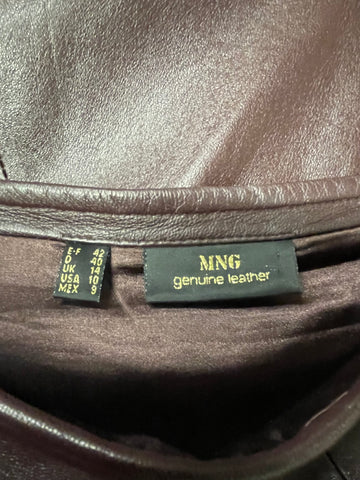 E-F 42
D 40
UK 14
USA 10
MEX 9
MNG
genuine leather